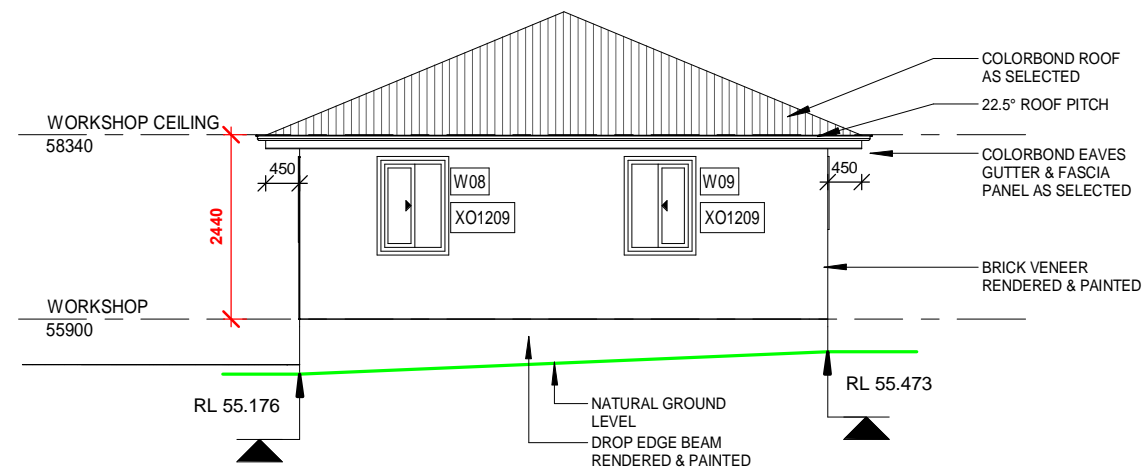 COLORBOND ROOF
AS SELECTED
22.5° ROOF PITCH
WORKSHOP CEILING
58340
COLORBOND EAVES
GUTTER & FASCIA
PANEL AS SELECTED
450
450
W08
XO1209
W09
XO1209
2440
BRICK VENEER
RENDERED & PAINTED
WORKSHOP
55900
RL 55.176
RL 55.473
NATURAL GROUND
LEVEL
DROP EDGE BEAM
RENDERED & PAINTED